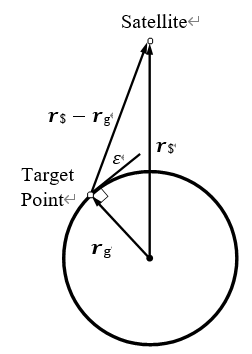 Satellite↵
r$ − rg
ε
r$
Target
Point↵
rg